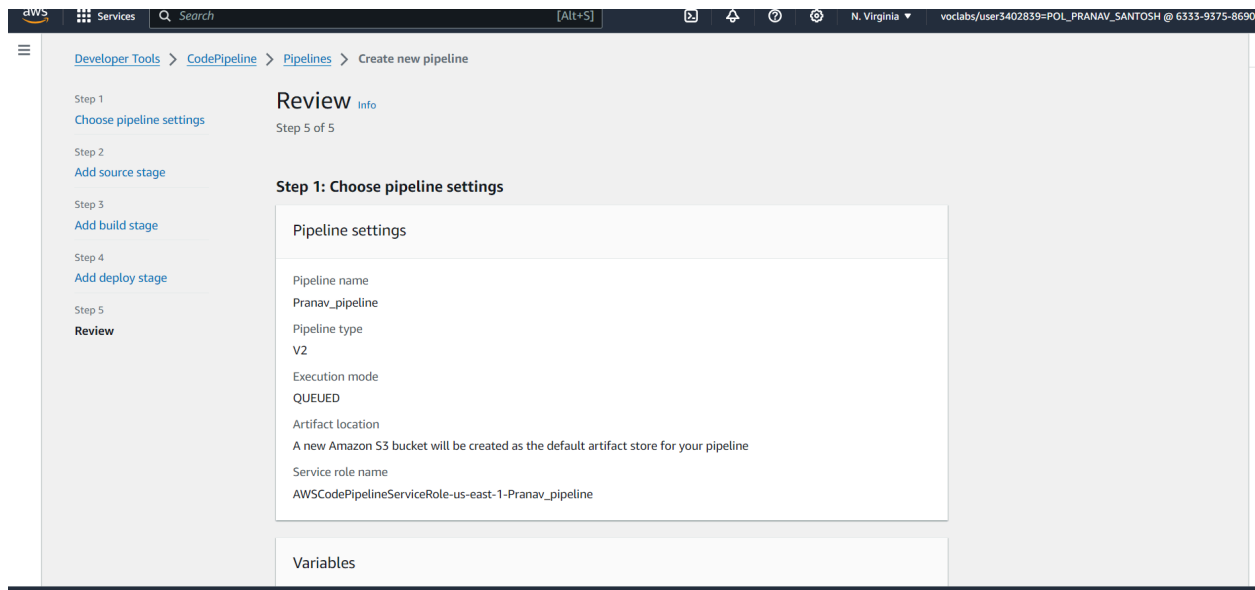 aws Services Search [Alt+S] N. Virginia ▼ voclabs/user3402839=POL_PRANAV_SANTOSH @ 6333-9375-8690
Developer Tools > CodePipeline > Pipelines > Create new pipeline
Step 1
Choose pipeline settings
Step 2
Add source stage
Step 3
Add build stage
Step 4
Add deploy stage
Step 5
Review
Review Info
Step 5 of 5
Step 1: Choose pipeline settings
Pipeline settings
Pipeline name
Pranav_pipeline
Pipeline type
V2
Execution mode
QUEUED
Artifact location
A new Amazon S3 bucket will be created as the default artifact store for your pipeline
Service role name
AWSCodePipelineServiceRole-us-east-1-Pranav_pipeline
Variables